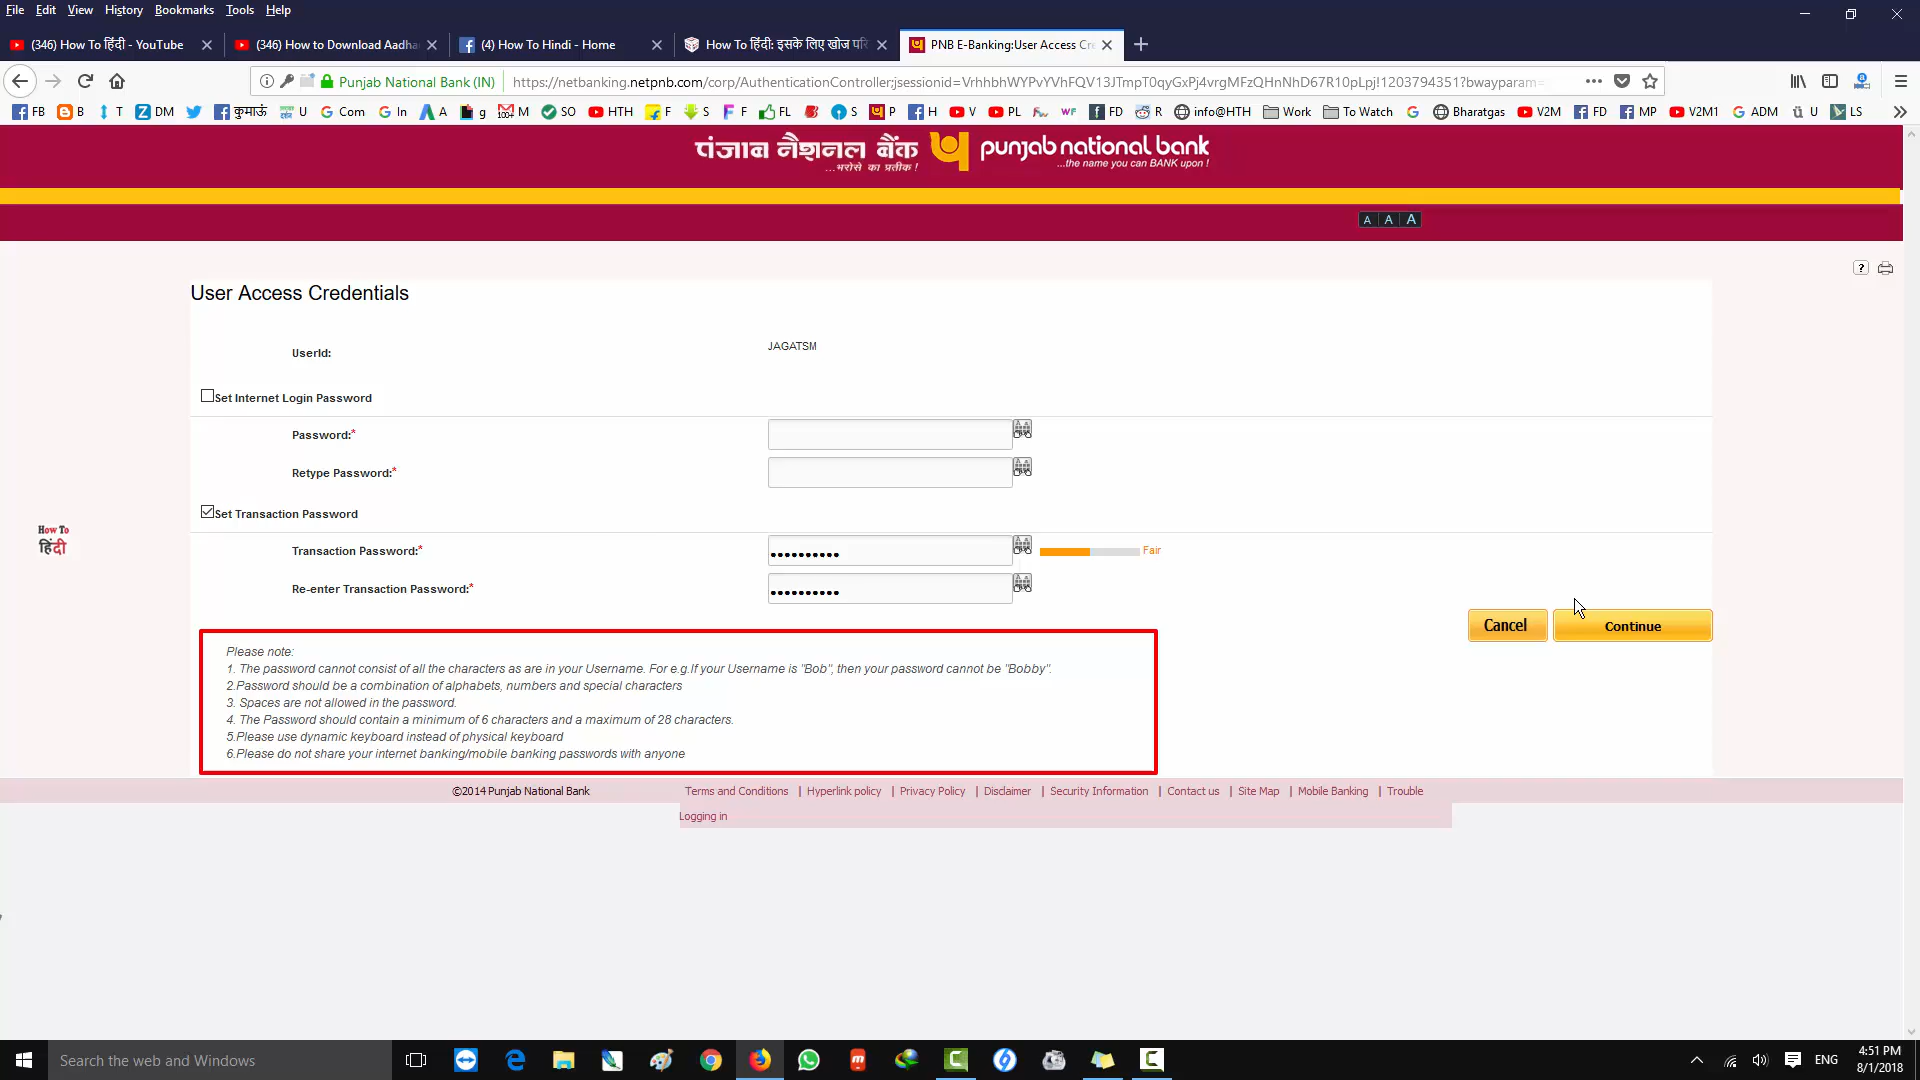 File Edit View History Bookmarks Tools Help
(346) How To हिंदी - YouTube
(346) How to Download Aadha
(4) How To Hindi - Home
How To हिंदी: इसके लिए खोज परि
PNB E-Banking:User Access Cre
Punjab National Bank (IN) https://netbanking.netpnb.com/corp/AuthenticationController;jsessionid=VrhhbhWYPvYVhFQV13JTmpT0qyGxPj4vrgMFzQHnNhD67R10pLpj!1203794351?bwayparam=
FB B T DM कुमाऊं U Com In A g M SO HTH F S F FL S P H V PL WF FD R info@HTH Work To Watch Bharatgas V2M FD MP V2M1 ADM U LS
पंजाब नैशनल बैंक punjab national bank
...भरोसे का प्रतीक ! ...the name you can BANK upon !
A A A
User Access Credentials
UserId: JAGATSM
Set Internet Login Password
Password:*
Retype Password:*
Set Transaction Password
How To
हिंदी
Transaction Password:* Fair
Re-enter Transaction Password:*
Cancel Continue
Please note:
1. The password cannot consist of all the characters as are in your Username. For e.g.If your Username is "Bob", then your password cannot be "Bobby".
2.Password should be a combination of alphabets, numbers and special characters
3. Spaces are not allowed in the password.
4. The Password should contain a minimum of 6 characters and a maximum of 28 characters.
5.Please use dynamic keyboard instead of physical keyboard
6.Please do not share your internet banking/mobile banking passwords with anyone
©2014 Punjab National Bank Terms and Conditions | Hyperlink policy | Privacy Policy | Disclaimer | Security Information | Contact us | Site Map | Mobile Banking | Trouble
Logging in
Search the web and Windows
ENG
4:51 PM
8/1/2018